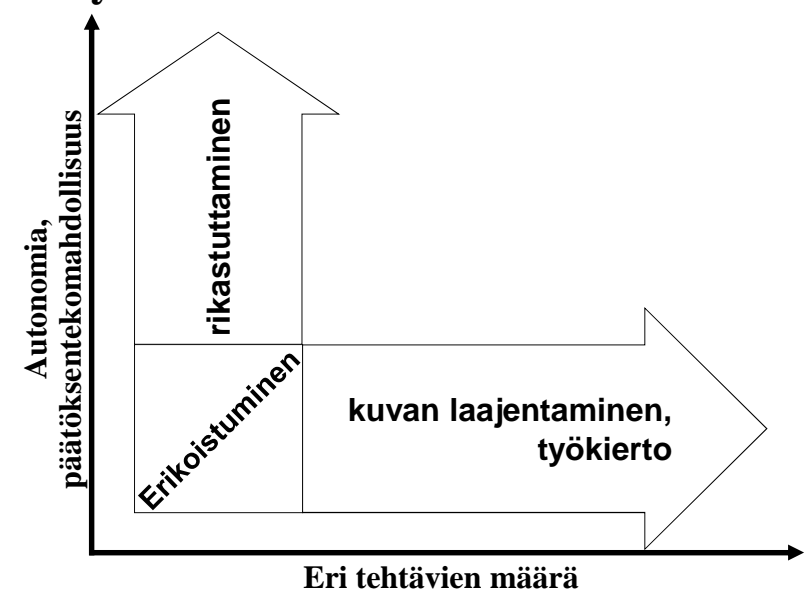 Autonomia,
päätöksentekomahdollisuus
rikastuttaminen
Erikoistuminen
kuvan laajentaminen,
työkierto
Eri tehtävien määrä